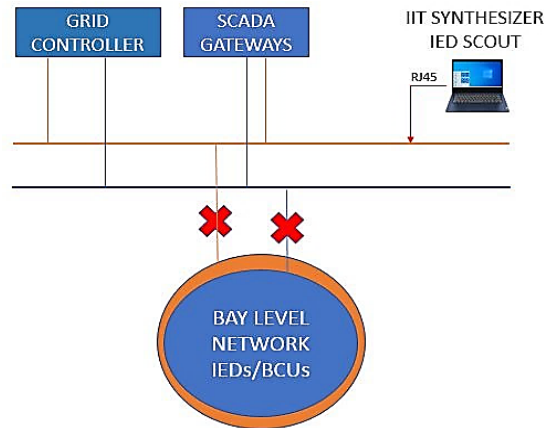 GRID
CONTROLLER
SCADA
GATEWAYS
IIT SYNTHESIZER
IED SCOUT
RJ45
BAY LEVEL
NETWORK
IEDs/BCUs